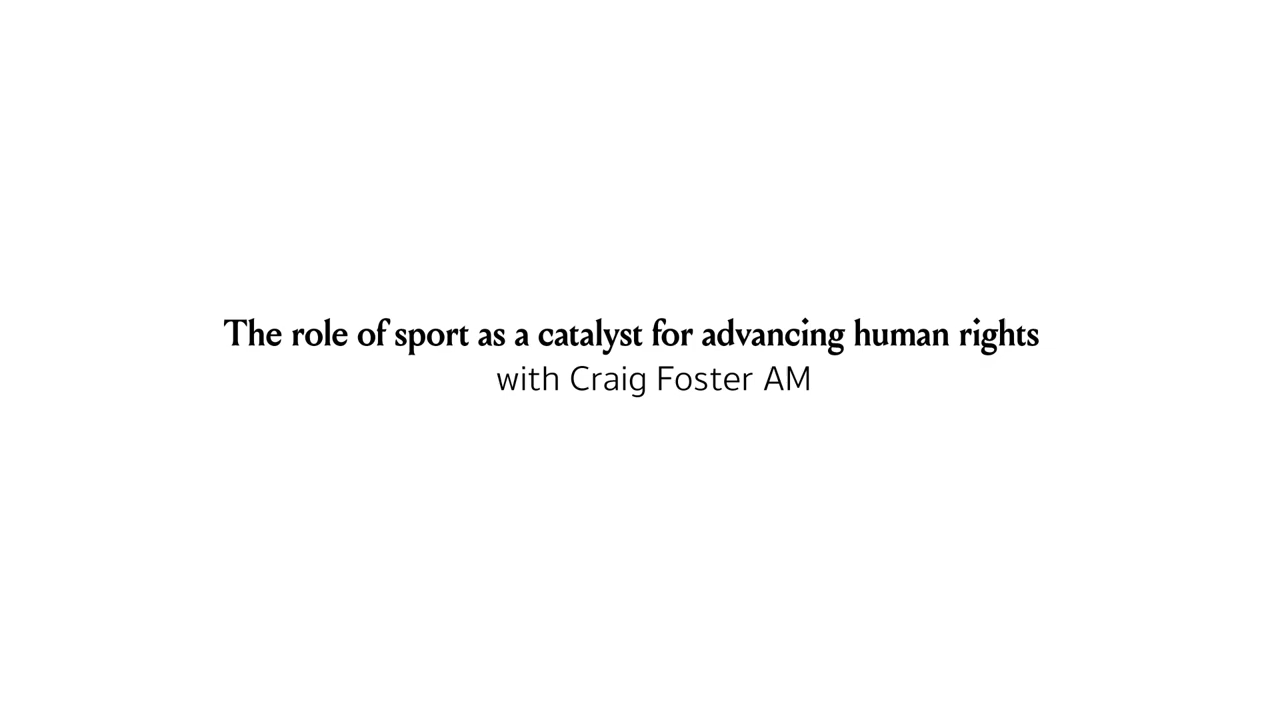 The role of sport as a catalyst for advancing human rights
with Craig Foster AM